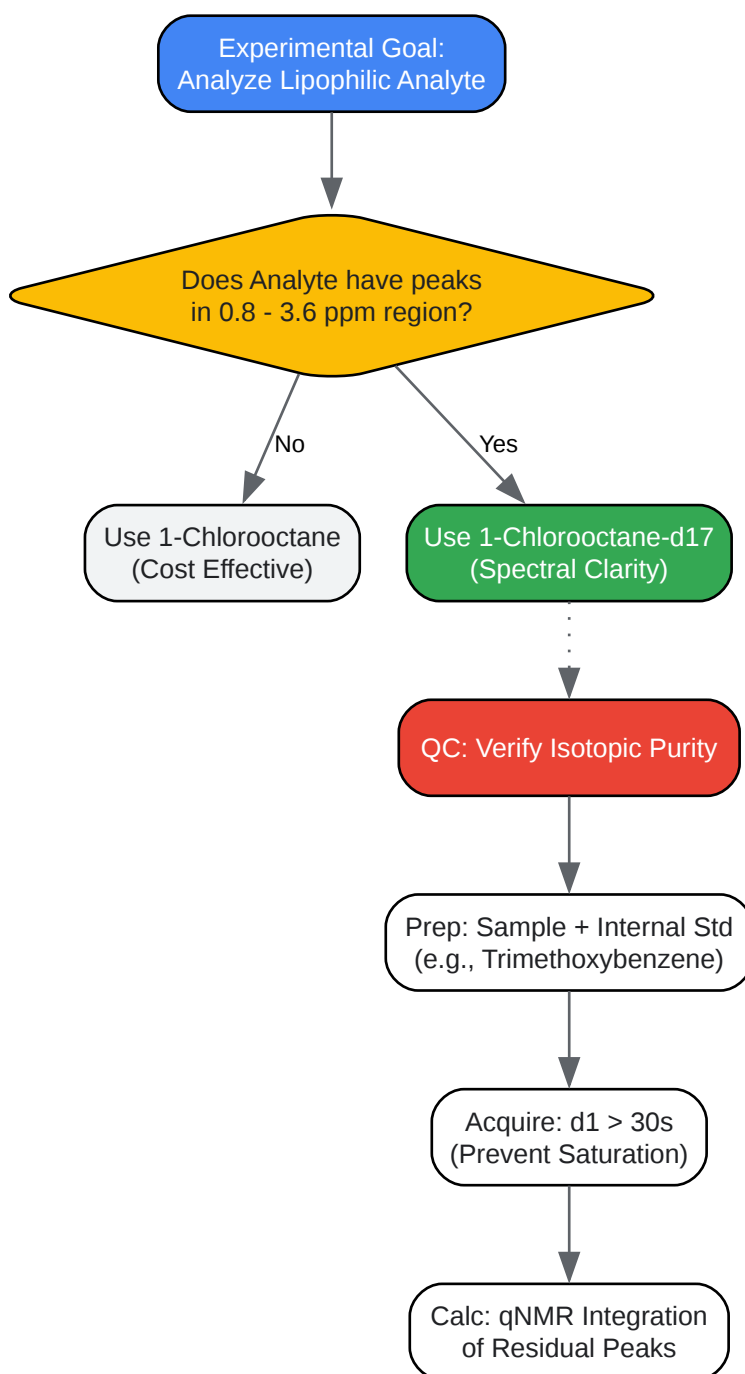 Experimental Goal:
Analyze Lipophilic Analyte
Does Analyte have peaks
in 0.8 - 3.6 ppm region?
No
Yes
Use 1-Chlorooctane
(Cost Effective)
Use 1-Chlorooctane-d17
(Spectral Clarity)
QC: Verify Isotopic Purity
Prep: Sample + Internal Std
(e.g., Trimethoxybenzene)
Acquire: d1 > 30s
(Prevent Saturation)
Calc: qNMR Integration
of Residual Peaks